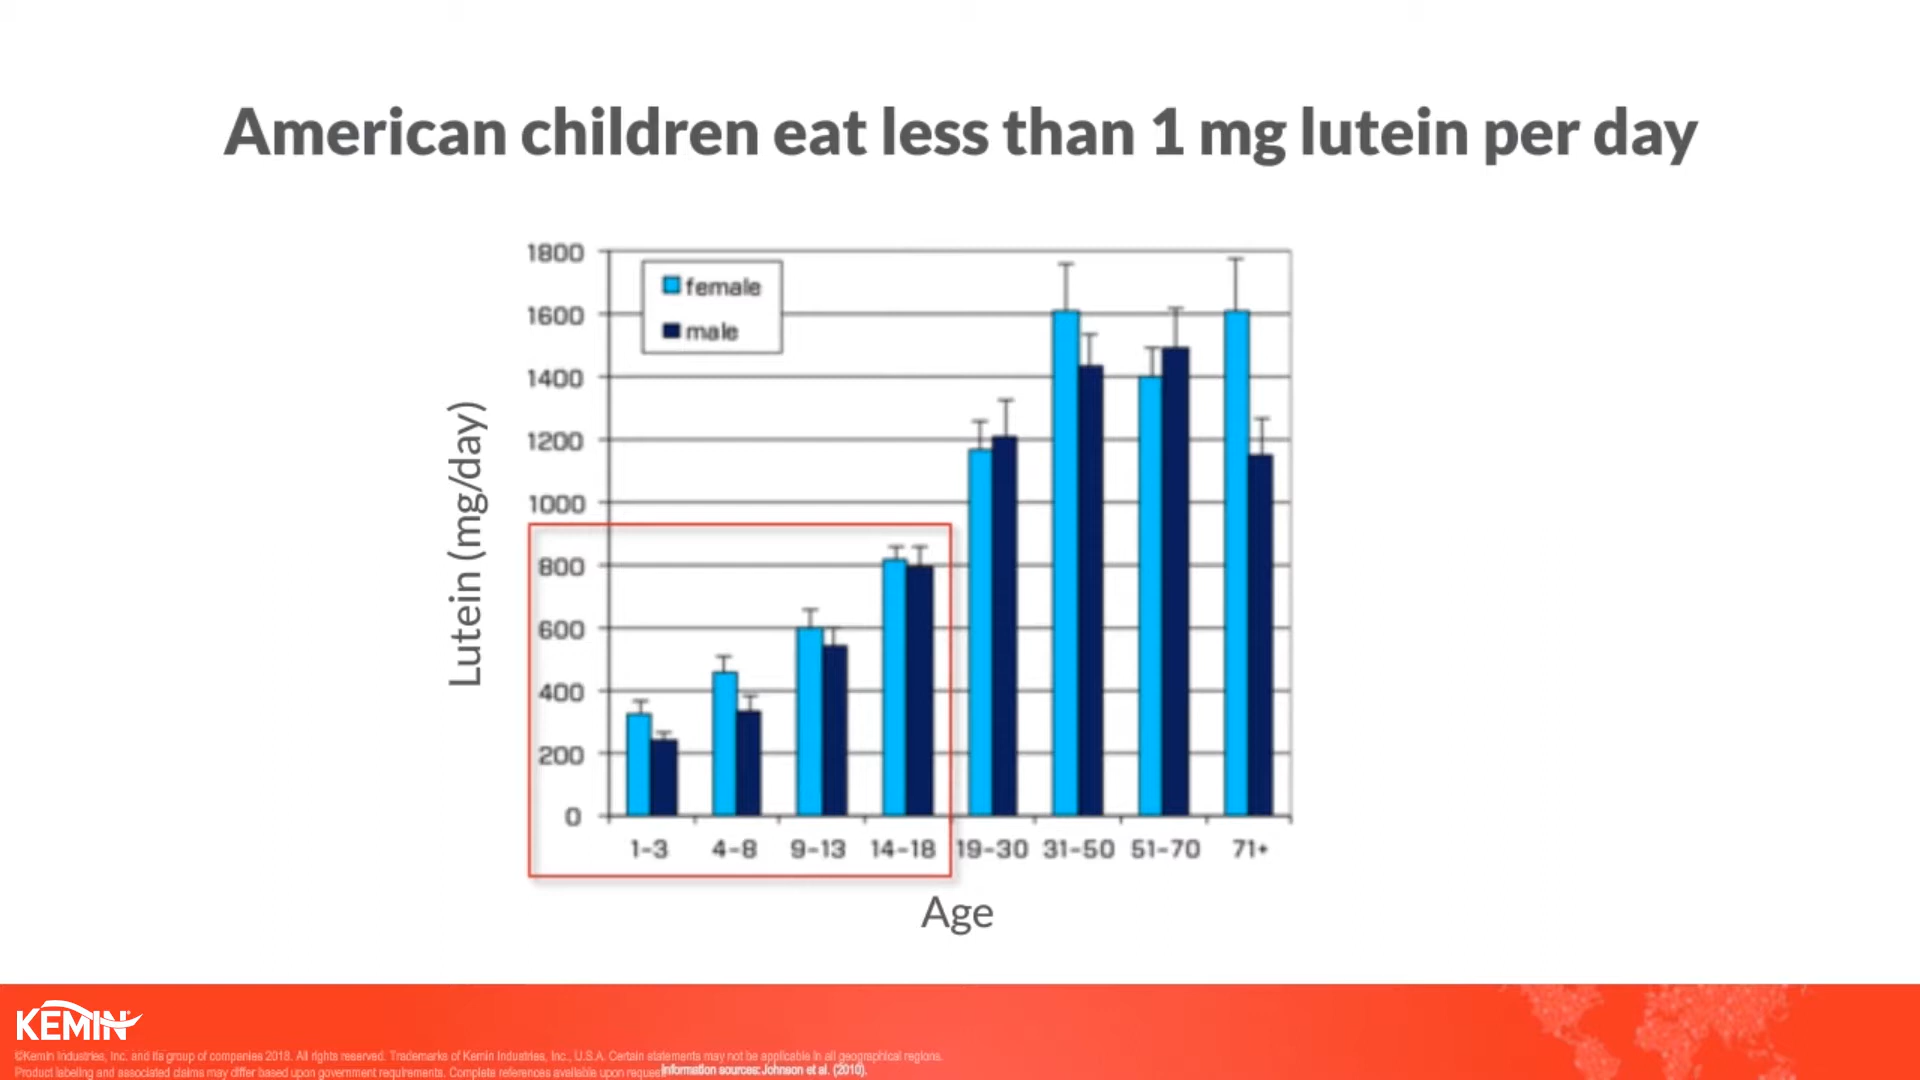 American children eat less than 1 mg lutein per day
Lutein (mg/day)
1800
1600
1400
1200
1000
800
600
400
200
0
female
male
1-3 4-8 9-13 14-18 19-30 31-50 51-70 71+
Age
KEMIN
©Kemin Industries, Inc. and its group of companies 2018. All rights reserved. Trademarks of Kemin Industries, Inc., U.S.A. Certain statements may not be applicable in all geographical regions.
Product labeling and associated claims may differ based upon government requirements. Complete references available upon
Information sources: Johnson et al. (2010).